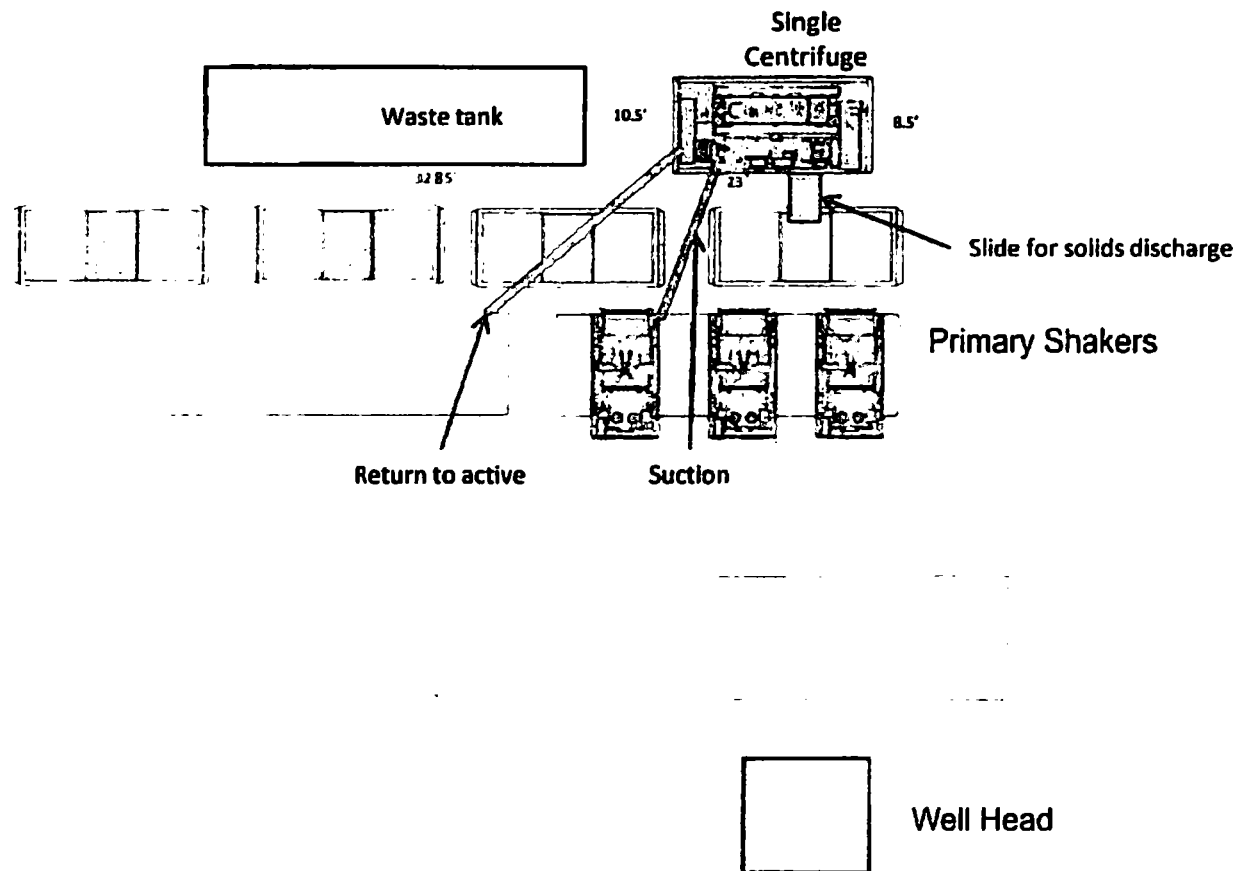 Single
Centrifuge
Waste tank
10.5'
8.5'
23
Slide for solids discharge
Primary Shakers
Return to active
Suction
Well Head